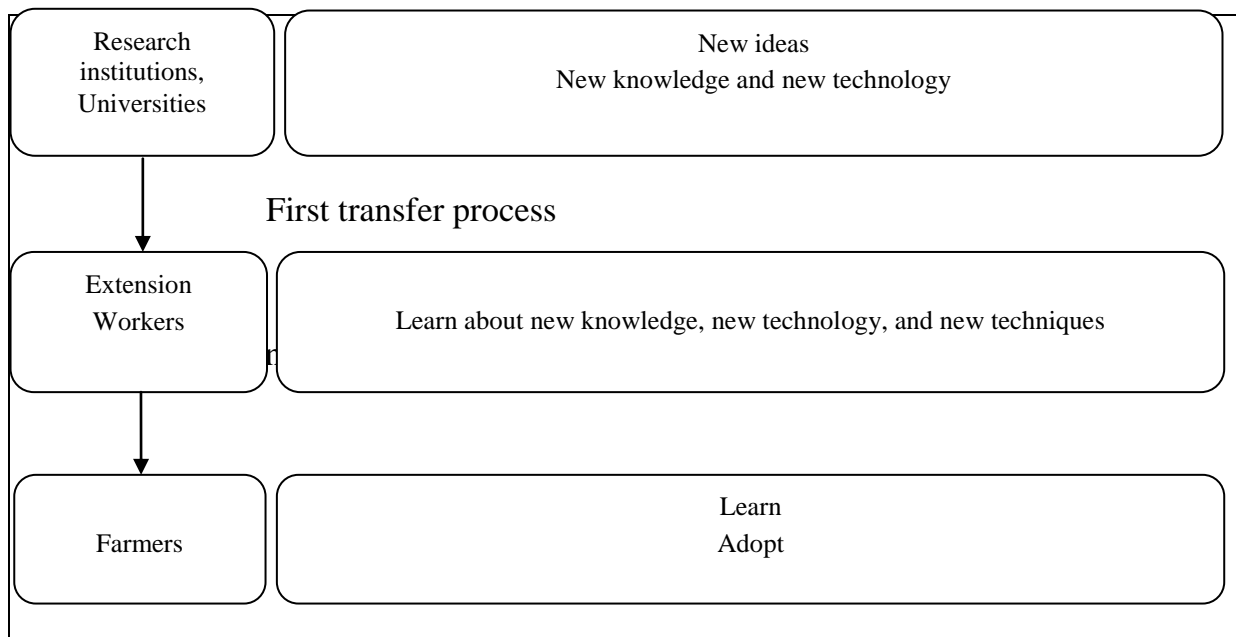 Research
institutions,
Universities
New ideas
New knowledge and new technology
First transfer process
Extension
Workers
Learn about new knowledge, new technology, and new techniques
Farmers
Learn
Adopt